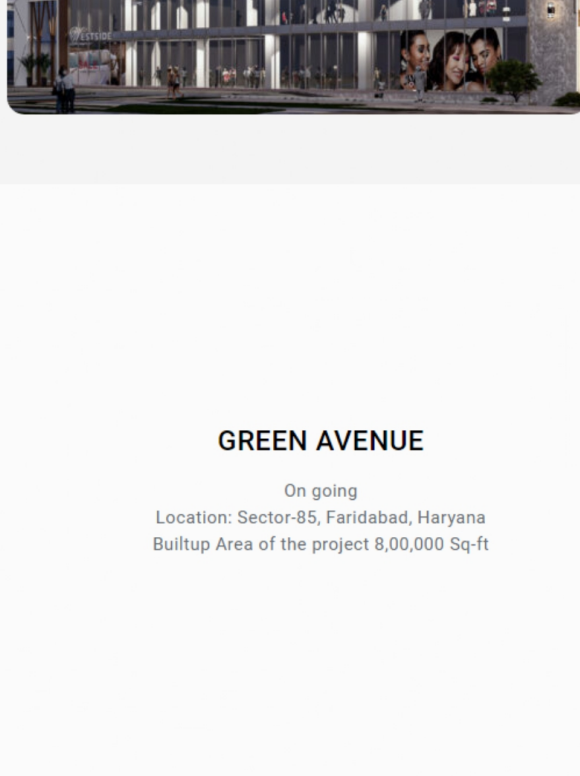 WESTSIDE
GREEN AVENUE
On going
Location: Sector-85, Faridabad, Haryana
Builtup Area of the project 8,00,000 Sq-ft